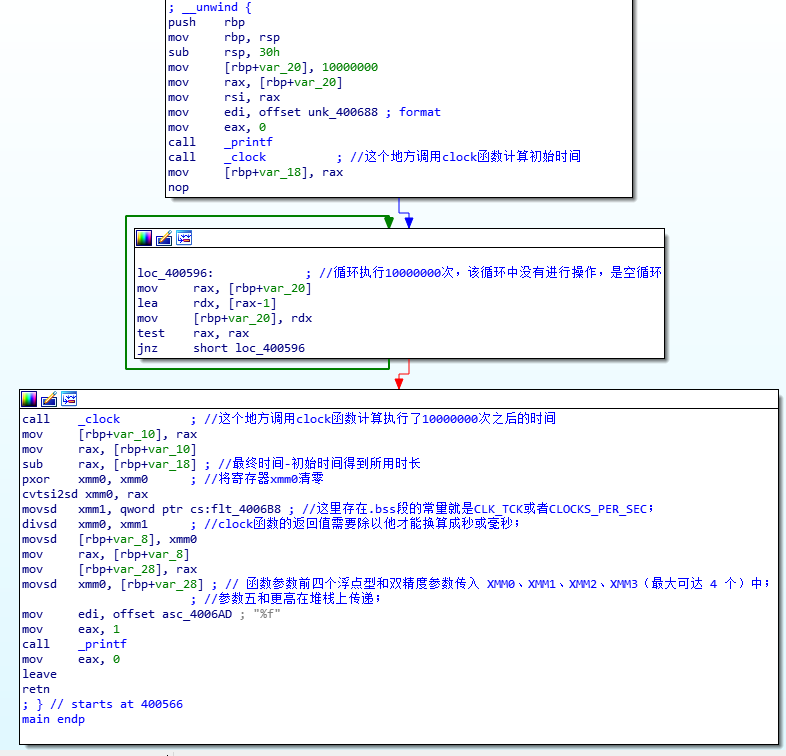 ; __unwind {
push rbp
mov rbp, rsp
sub rsp, 30h
mov [rbp+var_20], 10000000
mov rax, [rbp+var_20]
mov rsi, rax
mov edi, offset unk_400688 ; format
mov eax, 0
call _printf
call _clock ; //这个地方调用clock函数计算初始时间
mov [rbp+var_18], rax
nop
loc_400596: ; //循环执行10000000次，该循环中没有进行操作，是空循环
mov rax, [rbp+var_20]
lea rdx, [rax-1]
mov [rbp+var_20], rdx
test rax, rax
jnz short loc_400596
call _clock ; //这个地方调用clock函数计算执行了10000000次之后的时间
mov [rbp+var_10], rax
mov rax, [rbp+var_10]
sub rax, [rbp+var_18] ; //最终时间-初始时间得到所用时长
pxor xmm0, xmm0 ; //将寄存器xmm0清零
cvtsi2sd xmm0, rax
movsd xmm1, qword ptr cs:flt_4006B8 ; //这里存在.bss段的常量就是CLK_TCK或者CLOCKS_PER_SEC；
divsd xmm0, xmm1 ; //clock函数的返回值需要除以他才能换算成秒或毫秒；
movsd [rbp+var_8], xmm0
mov rax, [rbp+var_8]
mov [rbp+var_28], rax
movsd xmm0, [rbp+var_28] ; // 函数参数前四个浮点型和双精度参数传入 XMM0、XMM1、XMM2、XMM3（最大可达 4 个）中；
; //参数五和更高在堆栈上传递；
mov edi, offset asc_4006AD ; "%f"
mov eax, 1
call _printf
mov eax, 0
leave
retn
; } // starts at 400566
main endp